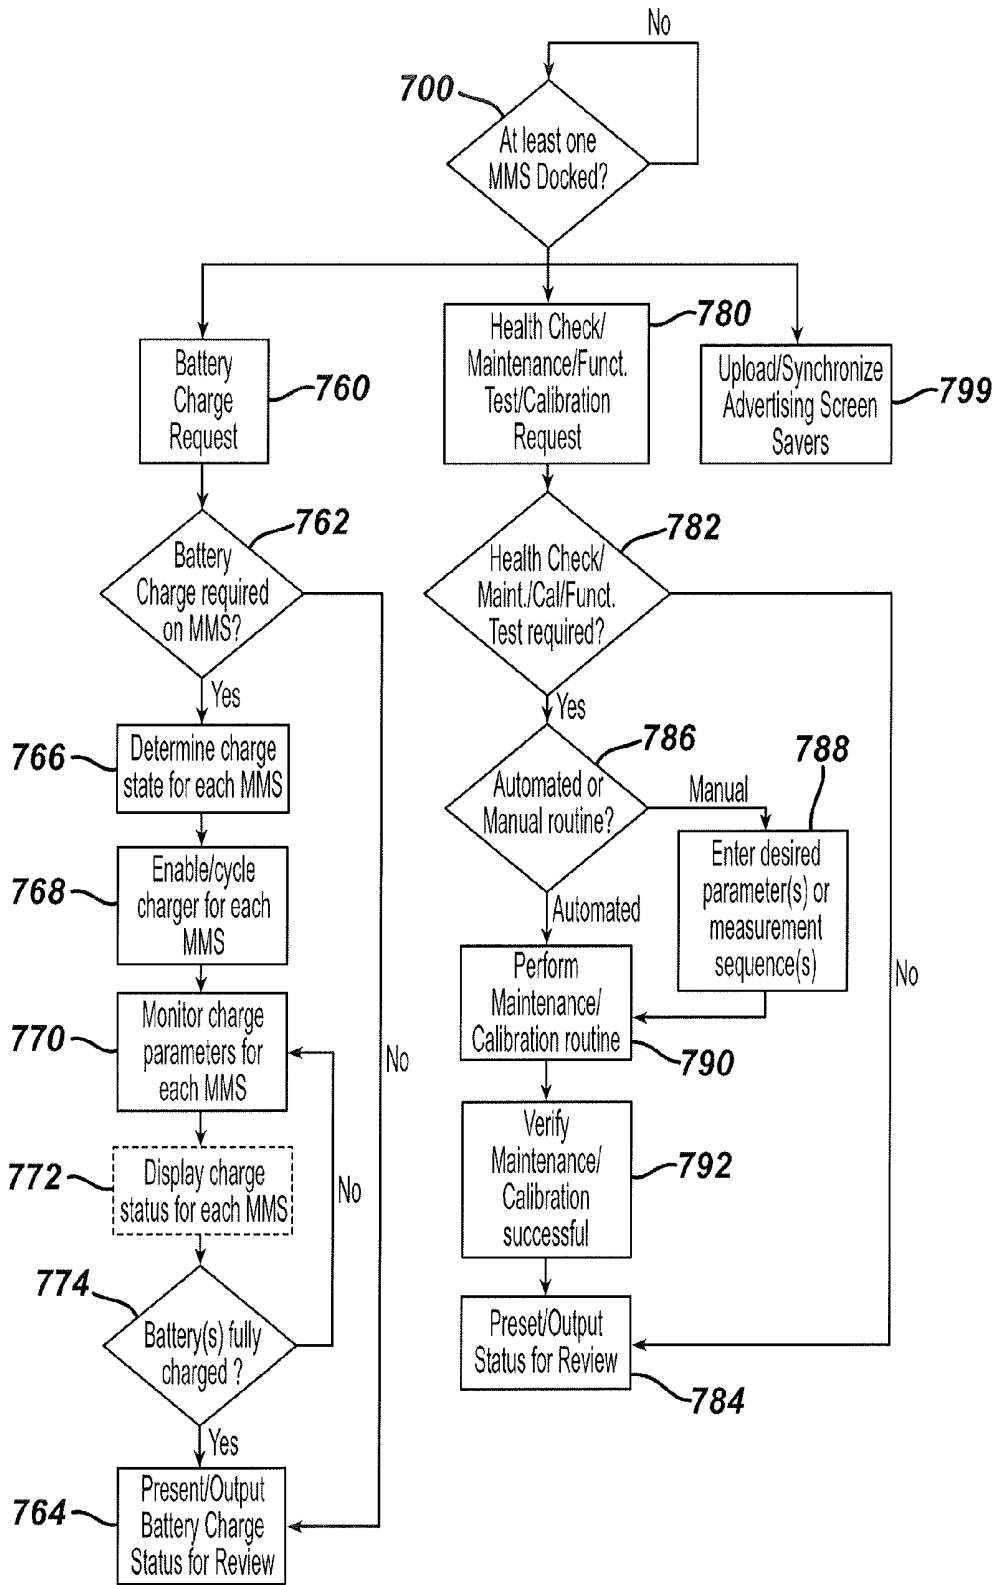 No
700
At least one
MMS Docked?
Battery
Charge
Request
760
Health Check/
Maintenance/Funct.
Test/Calibration
Request
780
Upload/Synchronize
Advertising Screen
Savers
799
Battery
Charge required
on MMS?
762
Health Check/
Maint./Cal/Funct.
Test required?
782
Yes
Yes
766
Determine charge
state for each MMS
Automated or
Manual routine?
786
Manual
788
Enter desired
parameter(s) or
measurement
sequence(s)
768
Enable/cycle
charger for each
MMS
Automated
Perform
Maintenance/
Calibration routine
790
No
770
Monitor charge
parameters for
each MMS
No
Verify
Maintenance/
Calibration
successful
792
772
Display charge
status for each MMS
No
774
Battery(s) fully
charged ?
Preset/Output
Status for Review
784
Yes
764
Present/Output
Battery Charge
Status for Review